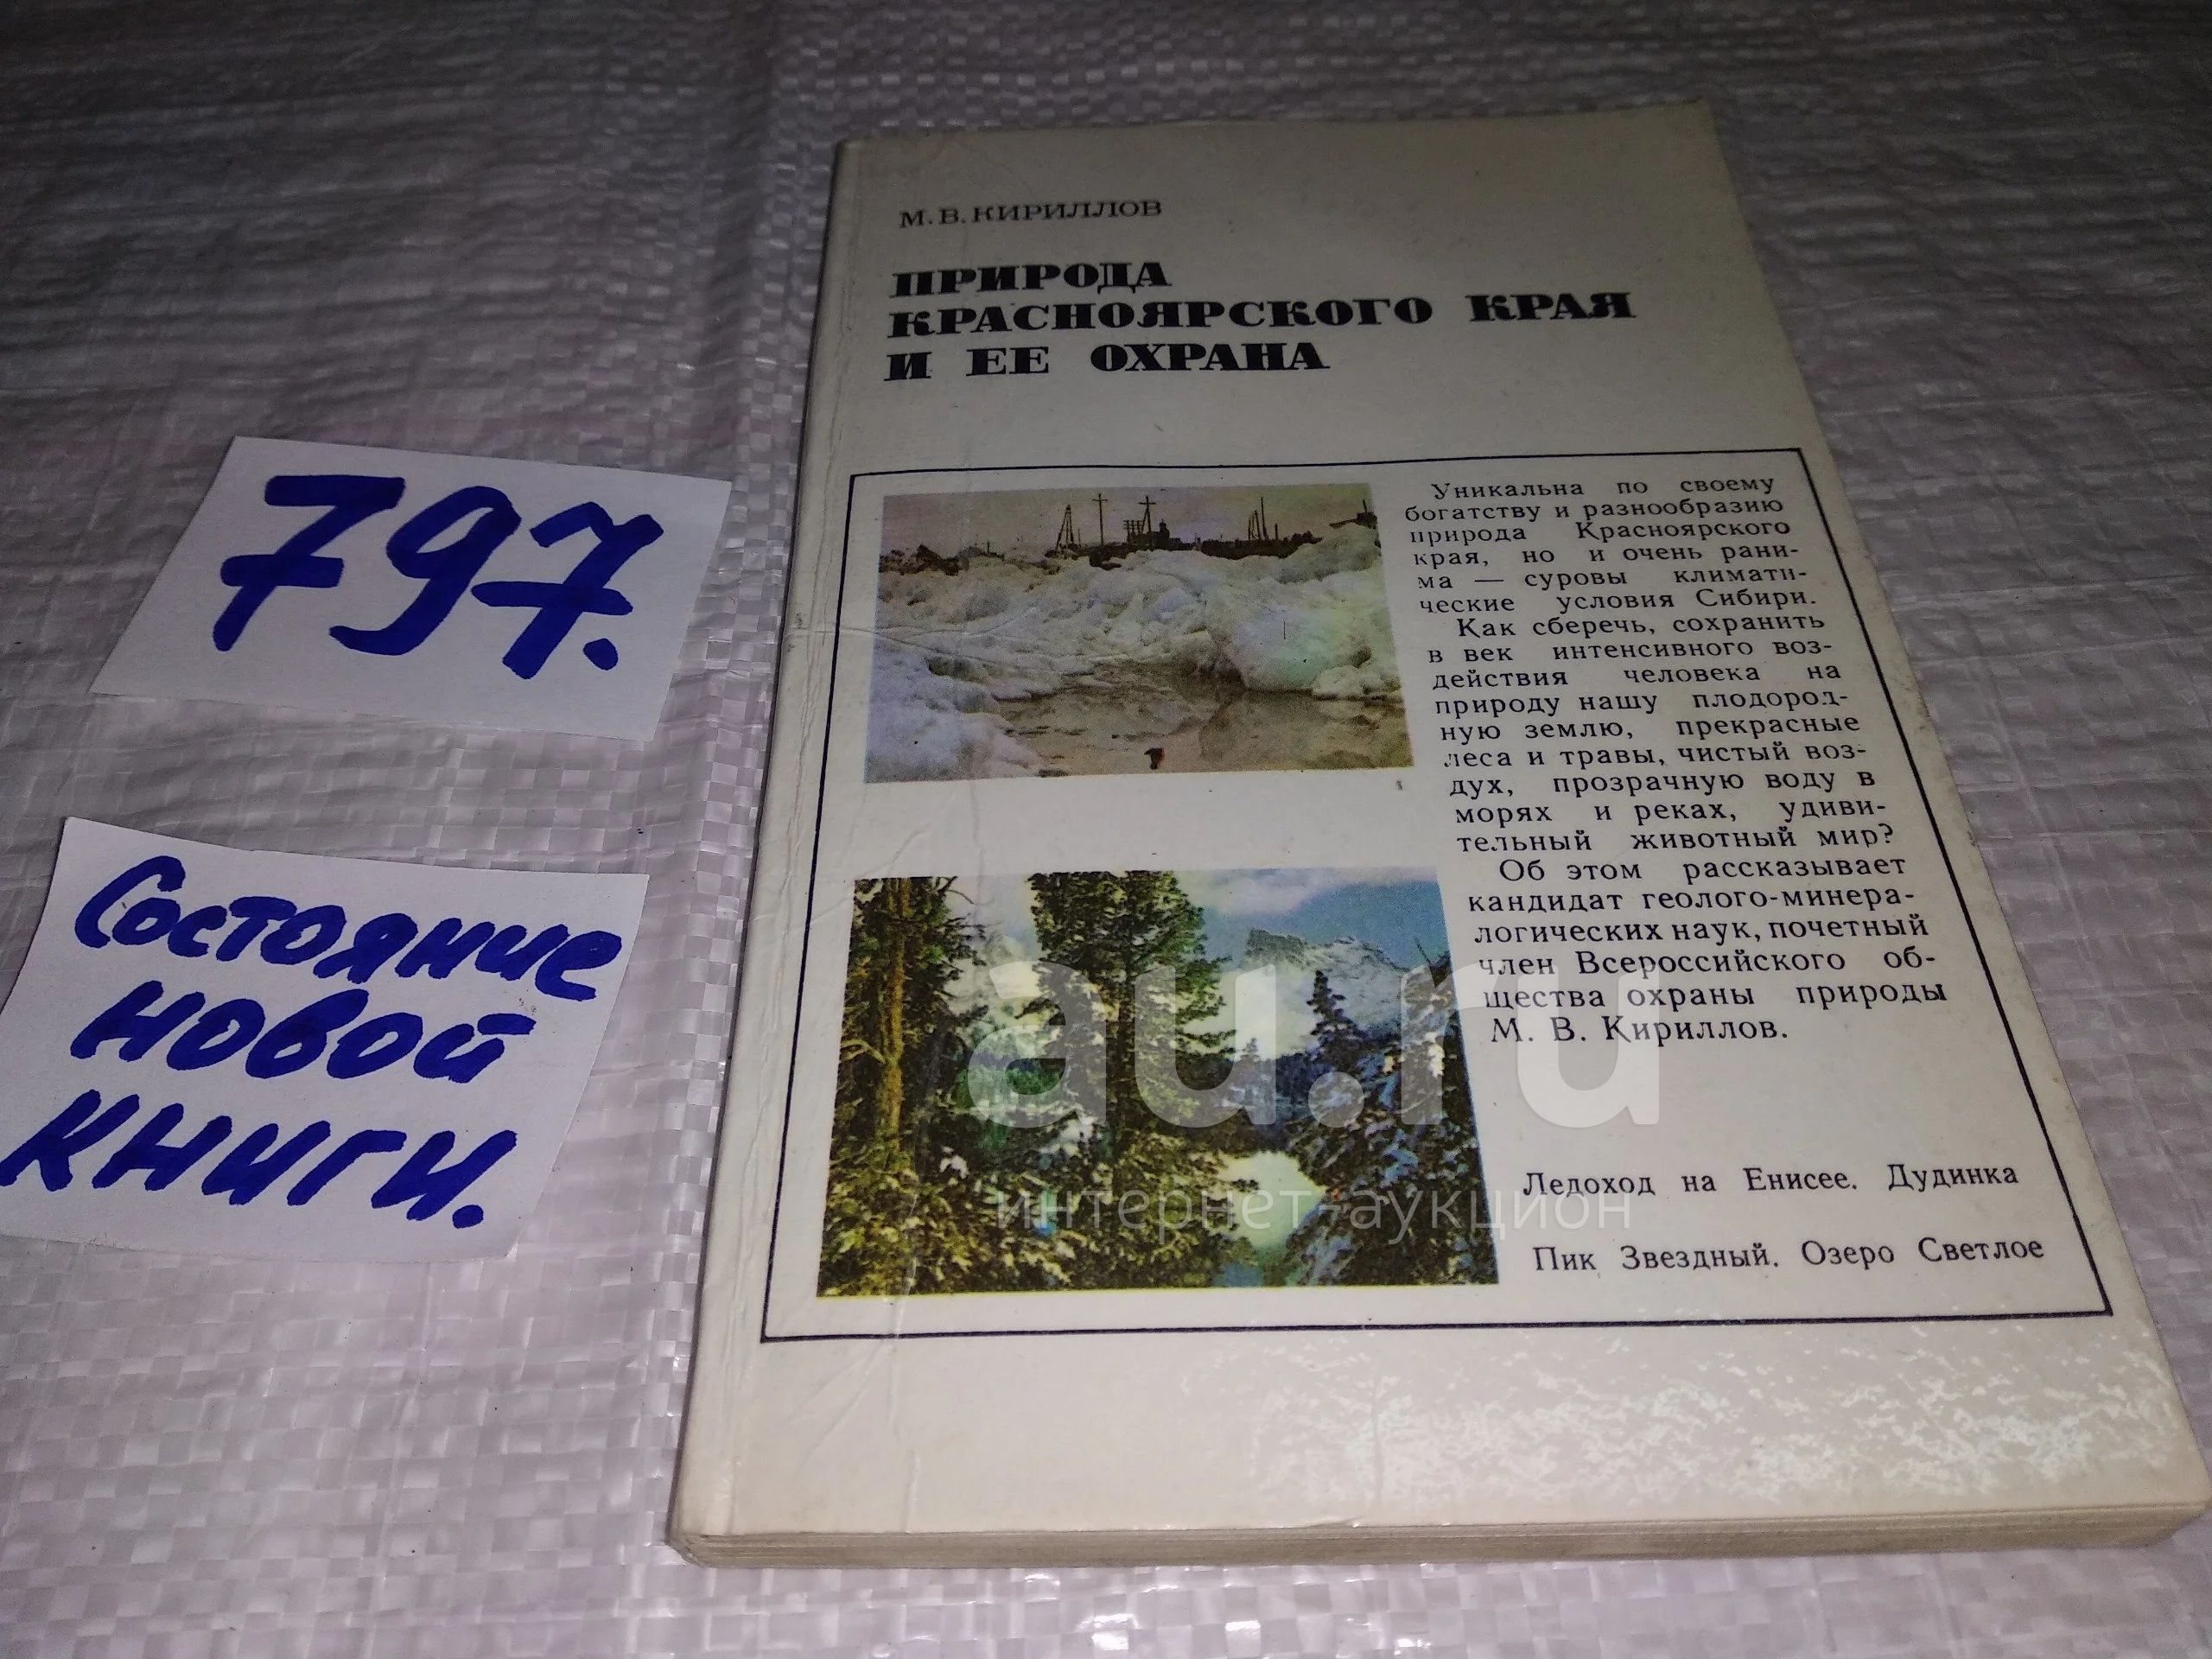 797.
Состояние
новой
книги.
М. В. КИРИЛЛОВ
ПРИРОДА
КРАСНОЯРСКОГО КРАЯ
И ЕЕ ОХРАНА
Уникальна по своему
богатству и разнообразию
природа Красноярского
края, но и очень рани-
ма — суровы климати-
ческие условия Сибири.
Как сберечь, сохранить
в век интенсивного воз-
действия человека на
природу нашу плодород-
ную землю, прекрасные
леса и травы, чистый воз-
дух, прозрачную воду в
морях и реках, удиви-
тельный животный мир?
Об этом рассказывает
кандидат геолого-минера-
логических наук, почетный
член Всероссийского об-
щества охраны природы
М. В. Кириллов.
Ледоход на Енисее. Дудинка
Пик Звездный. Озеро Светлое
au.ru
интернет-аукцион